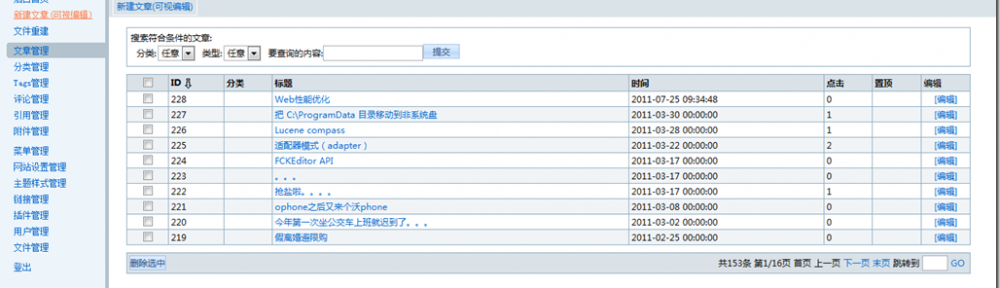 后台首页
新建文章(可视编辑)
文件重建
文章管理
分类管理
Tags管理
评论管理
引用管理
附件管理
菜单管理
网站设置管理
主题样式管理
链接管理
插件管理
用户管理
文件管理
登出
新建文章(可视编辑)
搜索符合条件的文章:
分类: 任意 类型: 任意 要查询的内容: 提交
ID 分类 标题 时间 点击 置顶 编辑
228 Web性能优化 2011-07-25 09:34:48 0 [编辑]
227 把 C:\ProgramData 目录移动到非系统盘 2011-03-30 00:00:00 1 [编辑]
226 Lucene compass 2011-03-28 00:00:00 1 [编辑]
225 适配器模式（adapter） 2011-03-22 00:00:00 2 [编辑]
224 FCKEditor API 2011-03-17 00:00:00 0 [编辑]
223 。。。 2011-03-17 00:00:00 0 [编辑]
222 抢盐啦。。。。 2011-03-17 00:00:00 1 [编辑]
221 ophone之后又来个沃phone 2011-03-08 00:00:00 0 [编辑]
220 今年第一次坐公交车上班就迟到了。。。 2011-03-02 00:00:00 0 [编辑]
219 假离婚避限购 2011-02-25 00:00:00 0 [编辑]
删除选中 共153条 第1/16页 首页 上一页 下一页 末页 跳转到 GO